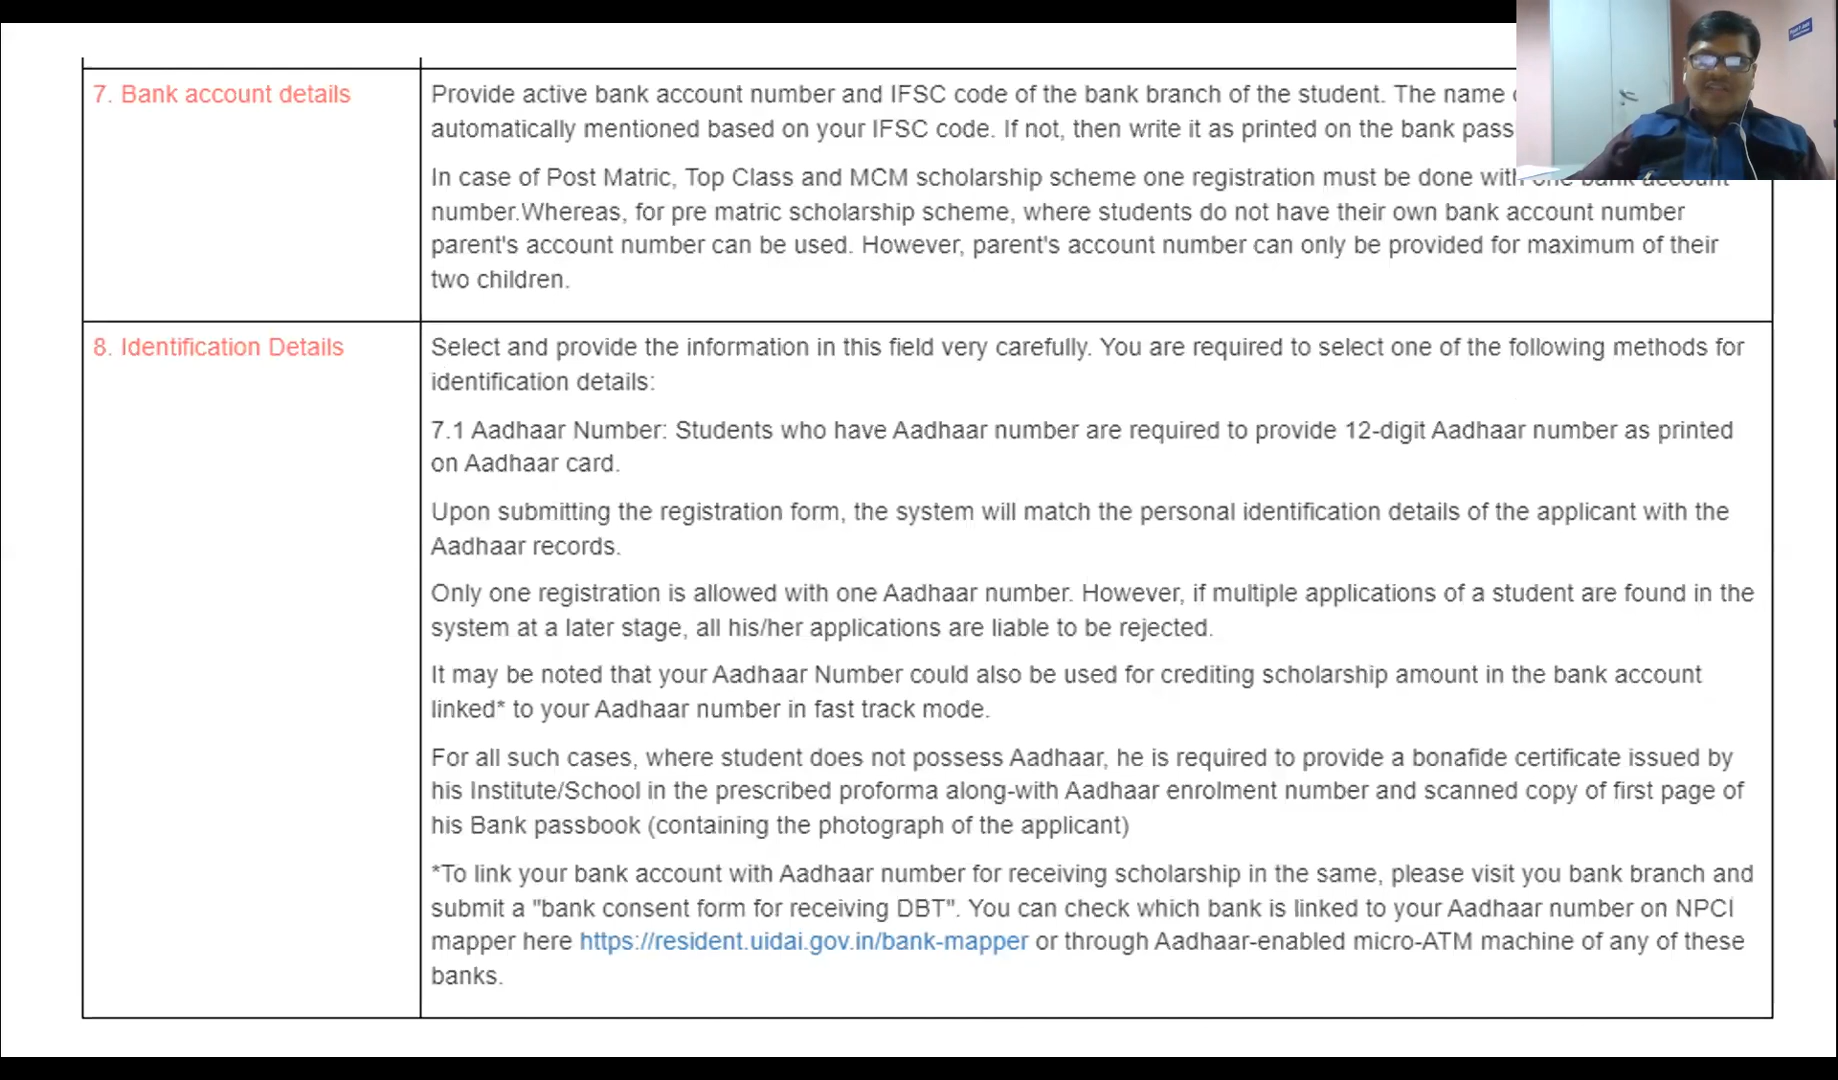 7. Bank account details
Provide active bank account number and IFSC code of the bank branch of the student. The name
automatically mentioned based on your IFSC code. If not, then write it as printed on the bank pass
In case of Post Matric, Top Class and MCM scholarship scheme one registration must be done with one bank account
number.Whereas, for pre matric scholarship scheme, where students do not have their own bank account number
parent's account number can be used. However, parent's account number can only be provided for maximum of their
two children.
8. Identification Details
Select and provide the information in this field very carefully. You are required to select one of the following methods for
identification details:
7.1 Aadhaar Number: Students who have Aadhaar number are required to provide 12-digit Aadhaar number as printed
on Aadhaar card.
Upon submitting the registration form, the system will match the personal identification details of the applicant with the
Aadhaar records.
Only one registration is allowed with one Aadhaar number. However, if multiple applications of a student are found in the
system at a later stage, all his/her applications are liable to be rejected.
It may be noted that your Aadhaar Number could also be used for crediting scholarship amount in the bank account
linked* to your Aadhaar number in fast track mode.
For all such cases, where student does not possess Aadhaar, he is required to provide a bonafide certificate issued by
his Institute/School in the prescribed proforma along-with Aadhaar enrolment number and scanned copy of first page of
his Bank passbook (containing the photograph of the applicant)
*To link your bank account with Aadhaar number for receiving scholarship in the same, please visit you bank branch and
submit a "bank consent form for receiving DBT". You can check which bank is linked to your Aadhaar number on NPCI
mapper here https://resident.uidai.gov.in/bank-mapper or through Aadhaar-enabled micro-ATM machine of any of these
banks.